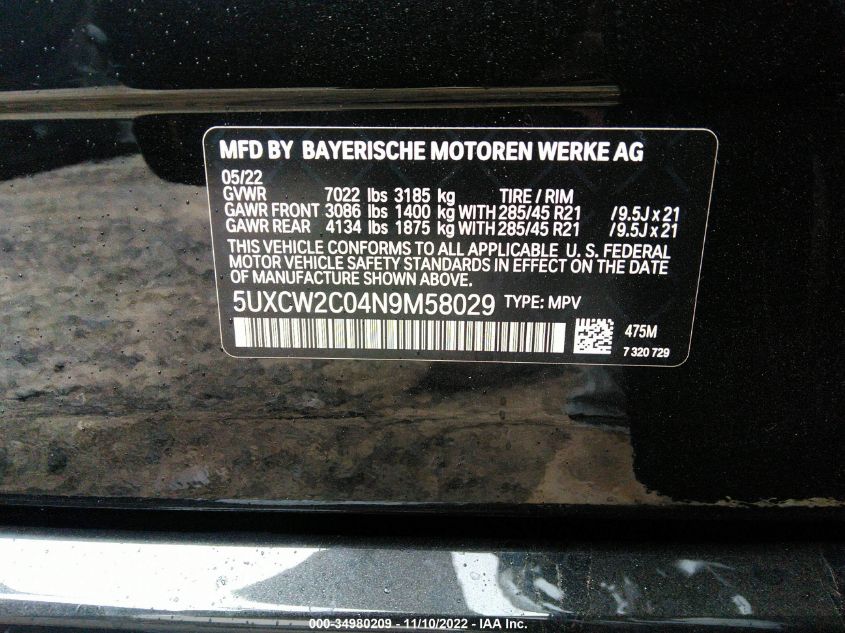 MFD BY BAYERISCHE MOTOREN WERKE AG
05/22
GVWR 7022 lbs 3185 kg TIRE / RIM
GAWR FRONT 3086 lbs 1400 kg WITH 285/45 R21 / 9.5J x 21
GAWR REAR 4134 lbs 1875 kg WITH 285/45 R21 / 9.5J x 21
THIS VEHICLE CONFORMS TO ALL APPLICABLE U. S. FEDERAL
MOTOR VEHICLE SAFETY STANDARDS IN EFFECT ON THE DATE
OF MANUFACTURE SHOWN ABOVE.
5UXCW2C04N9M58029 TYPE: MPV
475M
7 320 729
000-34980209 - 11/10/2022 - IAA Inc.